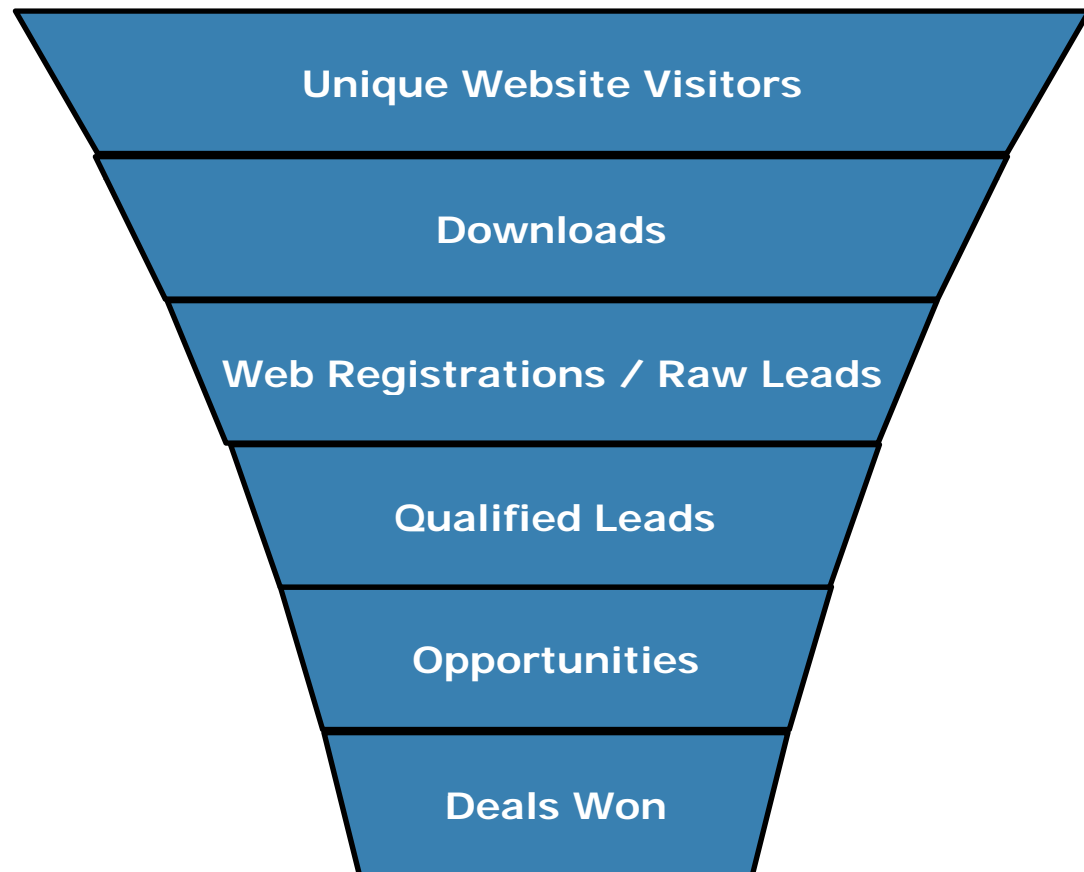 Unique Website Visitors
Downloads
Web Registrations / Raw Leads
Qualified Leads
Opportunities
Deals Won